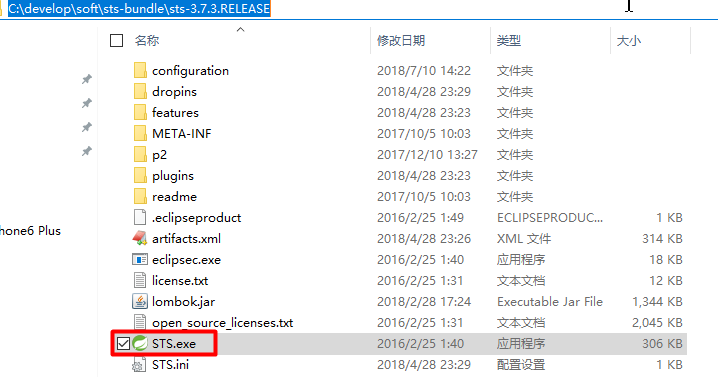 C:\develop\soft\sts-bundle\sts-3.7.3.RELEASE
名称 修改日期 类型 大小
configuration 2018/7/10 14:22 文件夹
dropins 2018/4/28 23:29 文件夹
features 2018/4/28 23:23 文件夹
META-INF 2017/10/5 10:03 文件夹
p2 2017/12/10 13:27 文件夹
plugins 2018/4/28 23:23 文件夹
readme 2017/10/5 10:03 文件夹
.eclipseproduct 2016/2/25 1:49 ECLIPSEPRODUC... 1 KB
hone6 Plus
artifacts.xml 2018/4/28 23:26 XML 文件 314 KB
eclipsec.exe 2016/2/25 1:40 应用程序 18 KB
license.txt 2016/2/25 1:31 文本文档 12 KB
lombok.jar 2018/2/28 17:24 Executable Jar File 1,344 KB
open_source_licenses.txt 2016/2/25 1:31 文本文档 2,045 KB
STS.exe 2016/2/25 1:40 应用程序 306 KB
STS.ini 2018/4/28 23:29 配置设置 1 KB